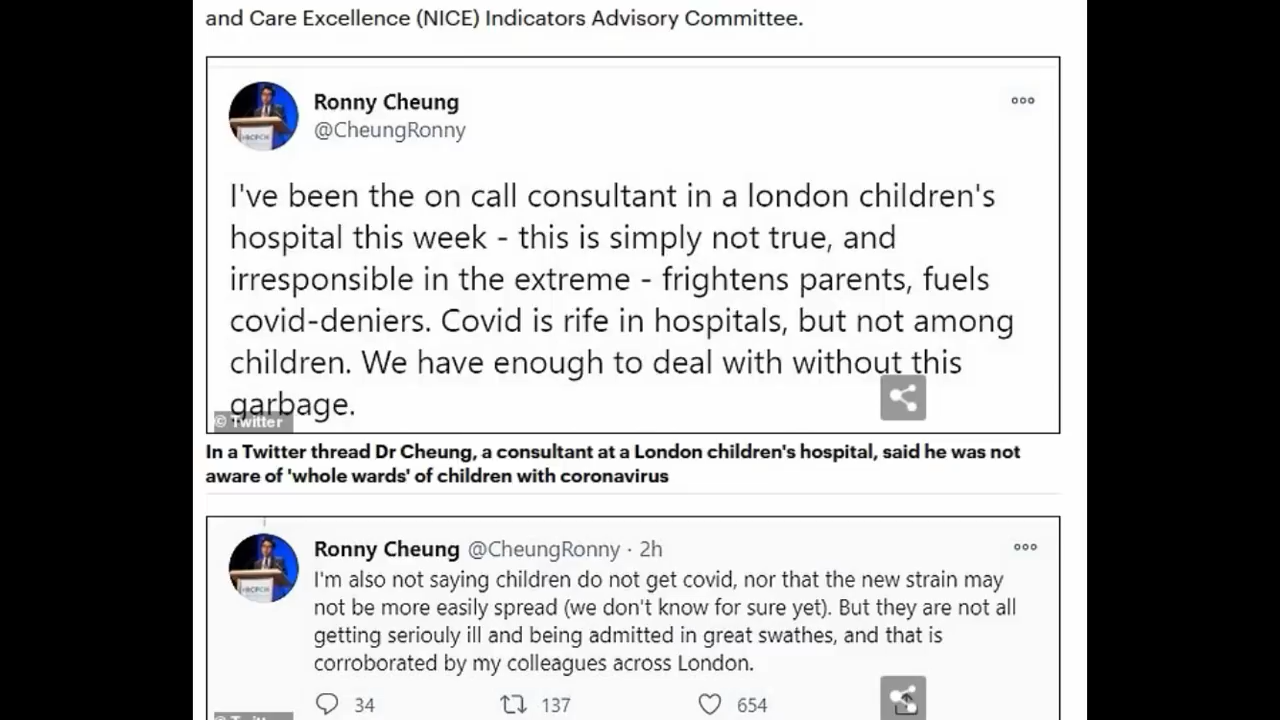 and Care Excellence (NICE) Indicators Advisory Committee.
Ronny Cheung
@CheungRonny
I've been the on call consultant in a london children's
hospital this week - this is simply not true, and
irresponsible in the extreme - frightens parents, fuels
covid-deniers. Covid is rife in hospitals, but not among
children. We have enough to deal with without this
garbage.
© Twitter
In a Twitter thread Dr Cheung, a consultant at a London children's hospital, said he was not
aware of 'whole wards' of children with coronavirus
Ronny Cheung @CheungRonny · 2h
I'm also not saying children do not get covid, nor that the new strain may
not be more easily spread (we don't know for sure yet). But they are not all
getting seriouly ill and being admitted in great swathes, and that is
corroborated by my colleagues across London.
34 137 654